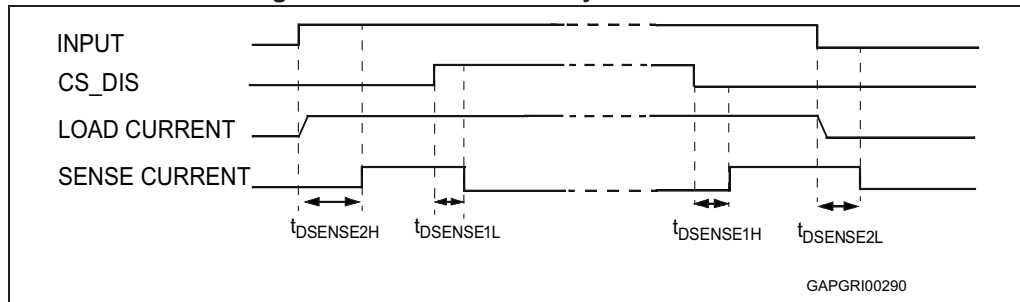 INPUT
CS_DIS
LOAD CURRENT
SENSE CURRENT
tDSENSE2H tDSENSE1L tDSENSE1H tDSENSE2L
GAPGRI00290